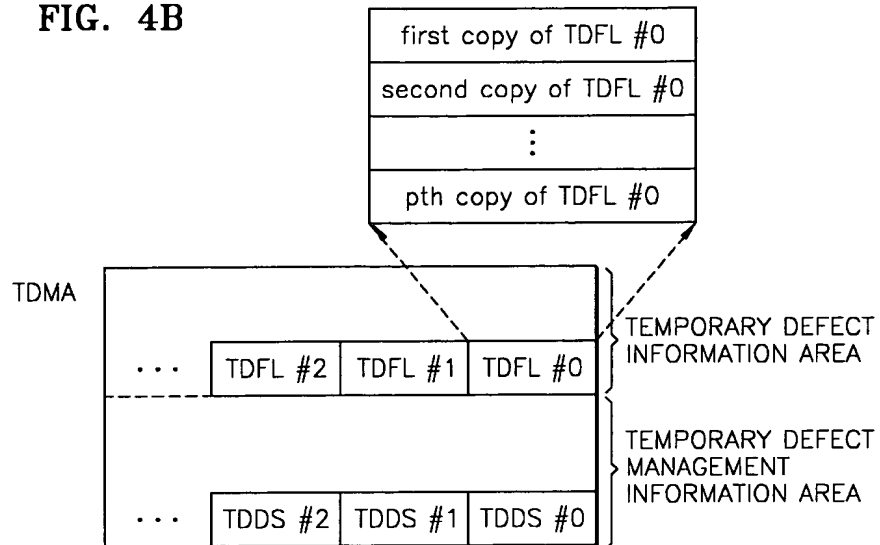 FIG. 4B
first copy of TDFL #0
second copy of TDFL #0
⋮
pth copy of TDFL #0
TDMA
TEMPORARY DEFECT
INFORMATION AREA
... TDFL #2 TDFL #1 TDFL #0
TEMPORARY DEFECT
MANAGEMENT
INFORMATION AREA
... TDDS #2 TDDS #1 TDDS #0